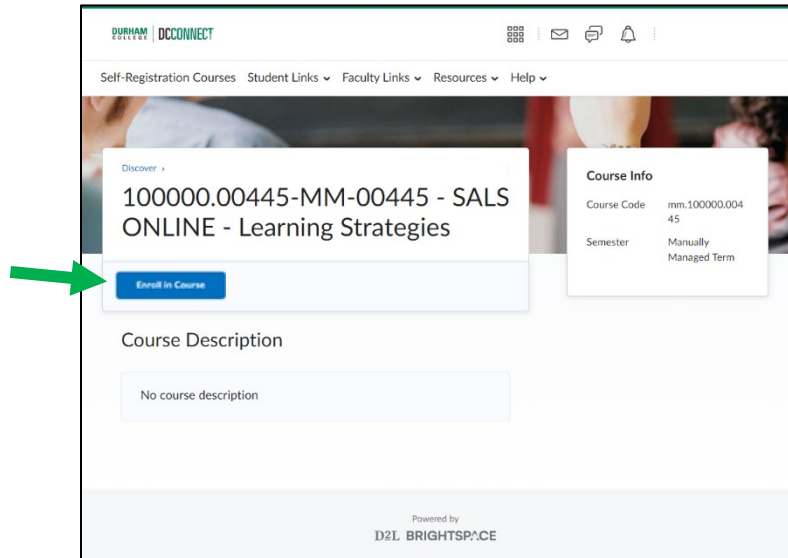 DURHAM COLLEGE DCCONNECT
Self-Registration Courses Student Links Faculty Links Resources Help
Discover ›
100000.00445-MM-00445 - SALS
ONLINE - Learning Strategies
Enroll in Course
Course Info
Course Code mm.100000.004
45
Semester Manually
Managed Term
Course Description
No course description
Powered by
D2L BRIGHTSPACE